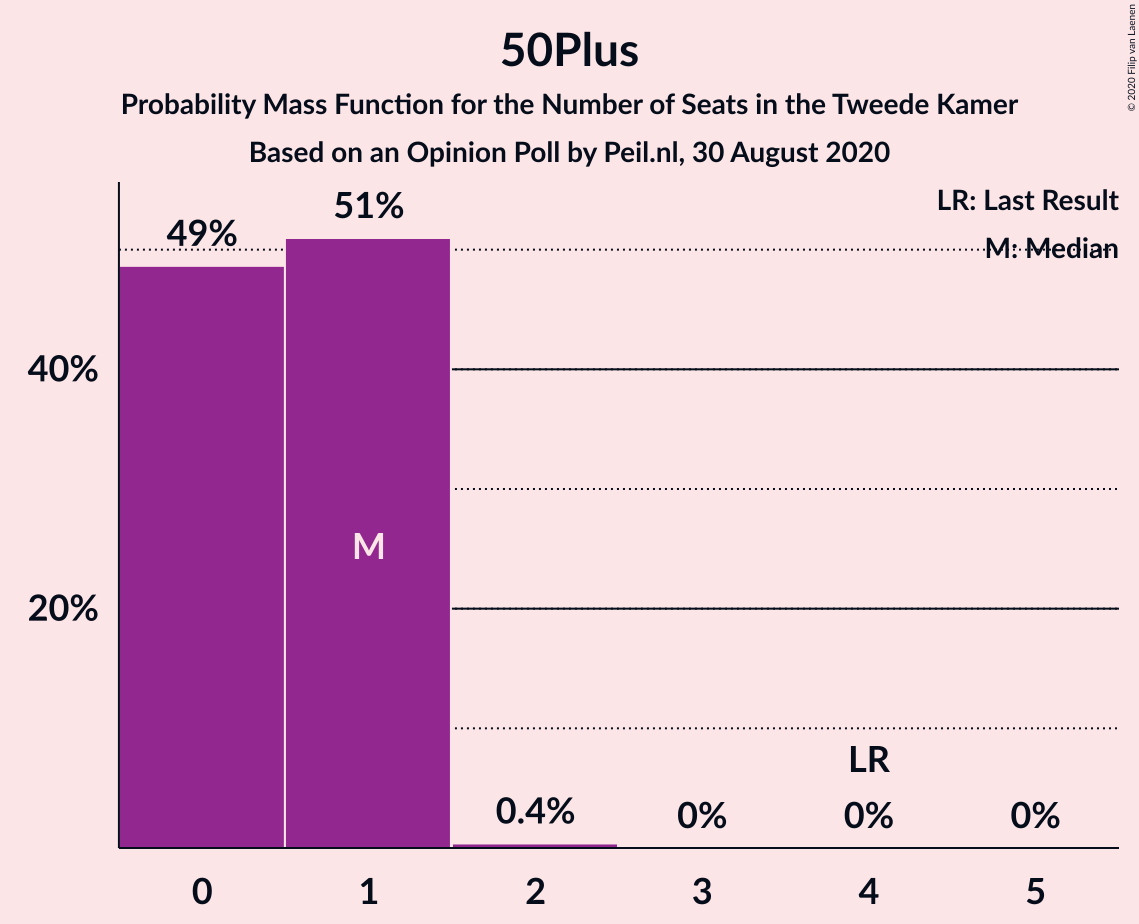 50Plus
Probability Mass Function for the Number of Seats in the Tweede Kamer
Based on an Opinion Poll by Peil.nl, 30 August 2020
© 2020 Filip van Laenen
LR: Last Result
M: Median
49%
51%
40%
20%
M
0.4%
0%
LR
0%
0%
0
1
2
3
4
5